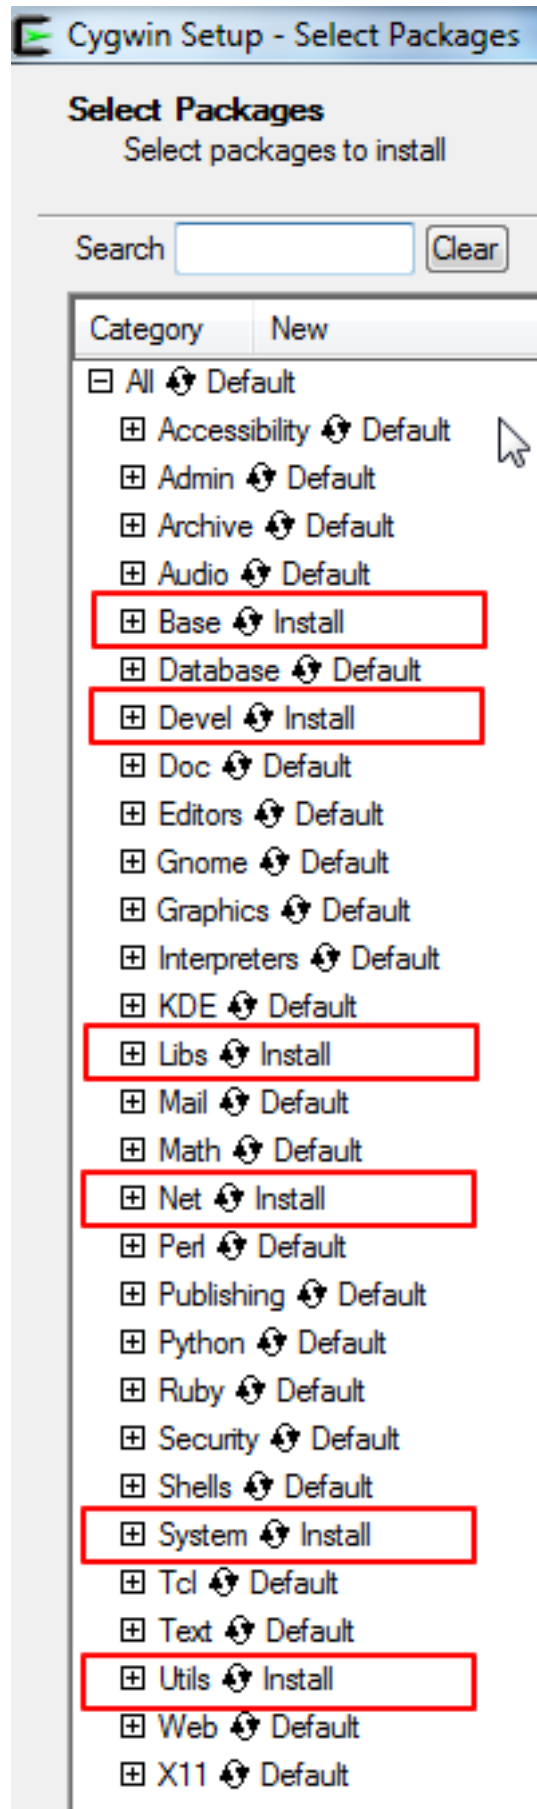 Cygwin Setup - Select Packages
Select Packages
Select packages to install
Search Clear
Category New
All Default
Accessibility Default
Admin Default
Archive Default
Audio Default
Base Install
Database Default
Devel Install
Doc Default
Editors Default
Gnome Default
Graphics Default
Interpreters Default
KDE Default
Libs Install
Mail Default
Math Default
Net Install
Perl Default
Publishing Default
Python Default
Ruby Default
Security Default
Shells Default
System Install
Tcl Default
Text Default
Utils Install
Web Default
X11 Default